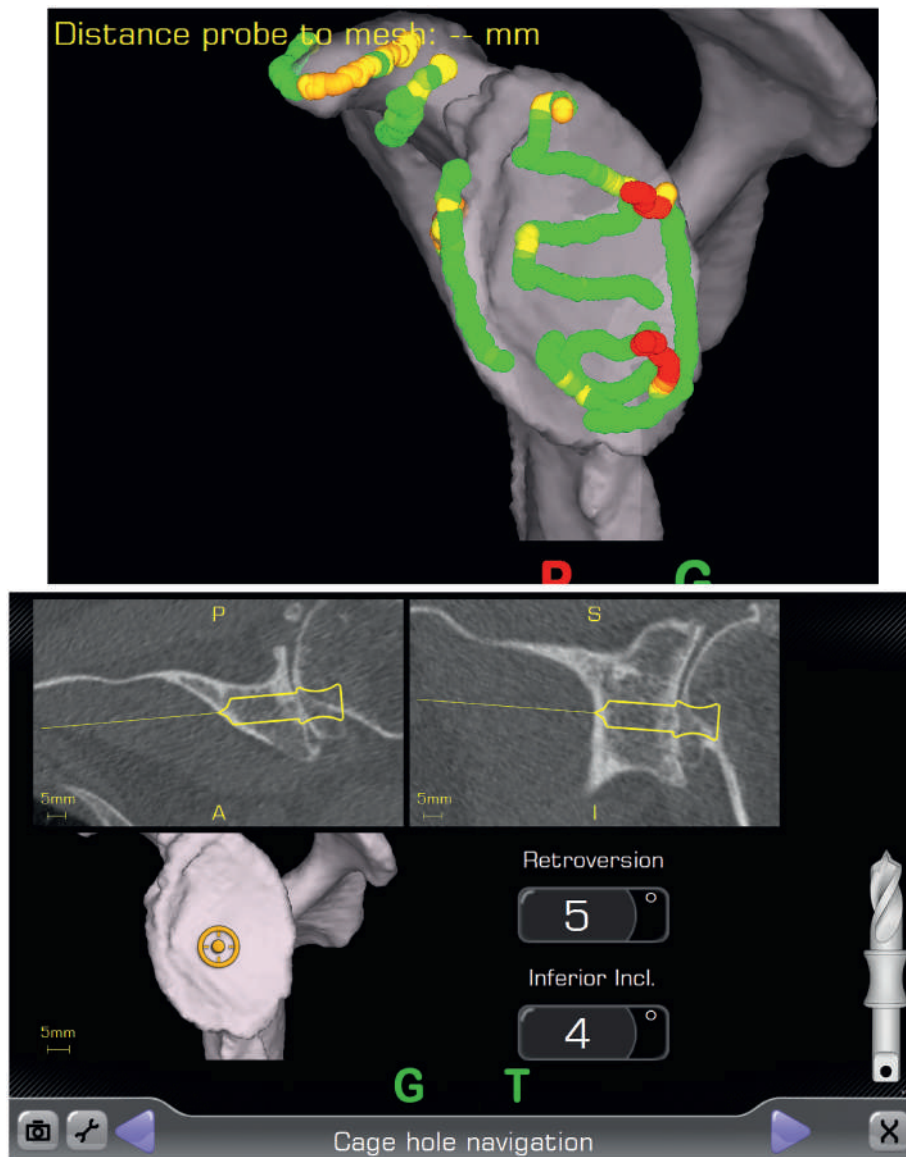 Distance probe to mesh: -- mm
G
P
S
5mm
A
5mm
I
Retroversion
5 °
Inferior Incl.
5mm
4 °
G T
Cage hole navigation